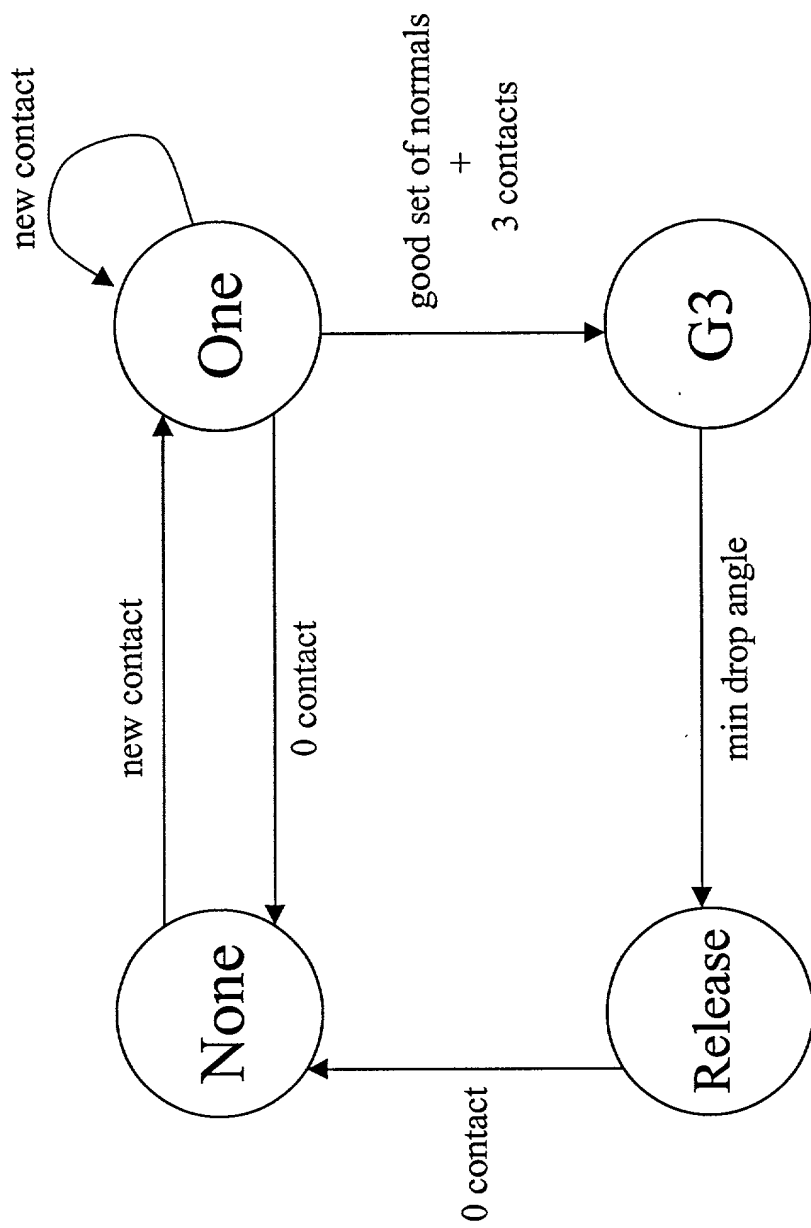 new contact
None
new contact
One
0 contact
0 contact
good set of normals
+
3 contacts
Release
min drop angle
G3